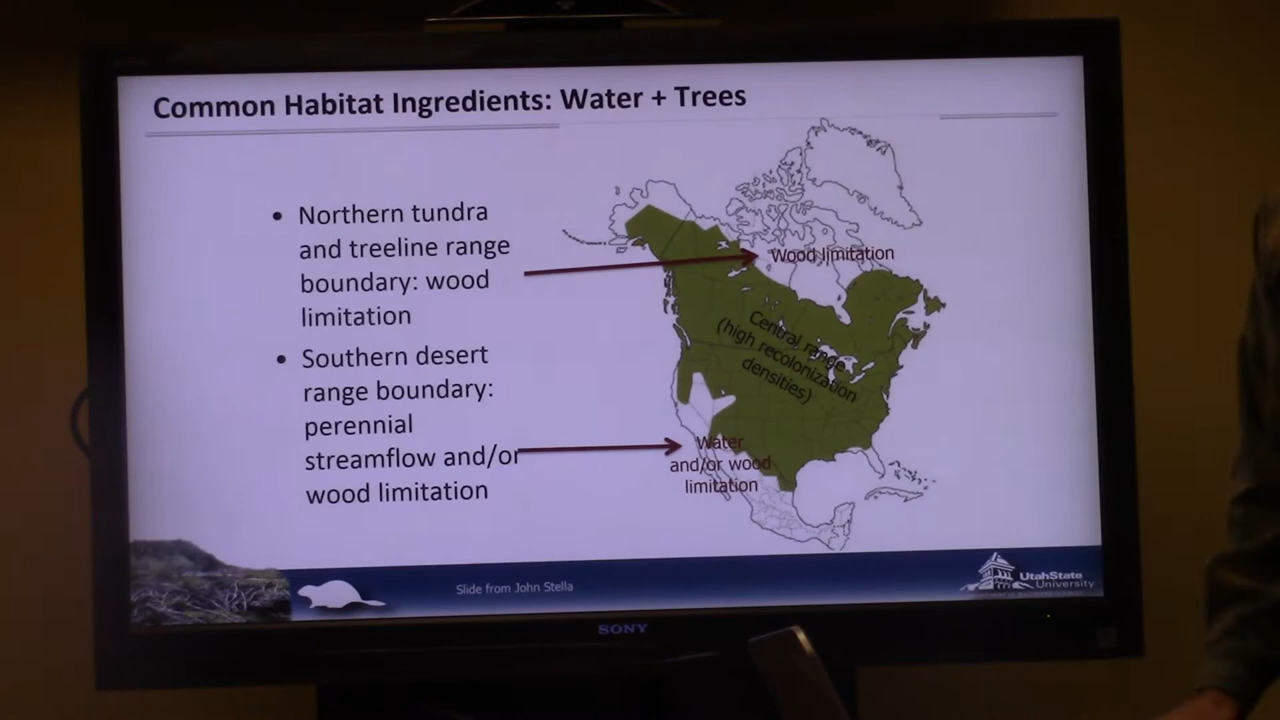 Common Habitat Ingredients: Water + Trees
• Northern tundra
and treeline range
boundary: wood
limitation
• Southern desert
range boundary:
perennial
streamflow and/or
wood limitation
Wood limitation
Central range
(high recolonization
densities)
Water
and/or wood
limitation
Slide from John Stella
UtahState
University
SONY